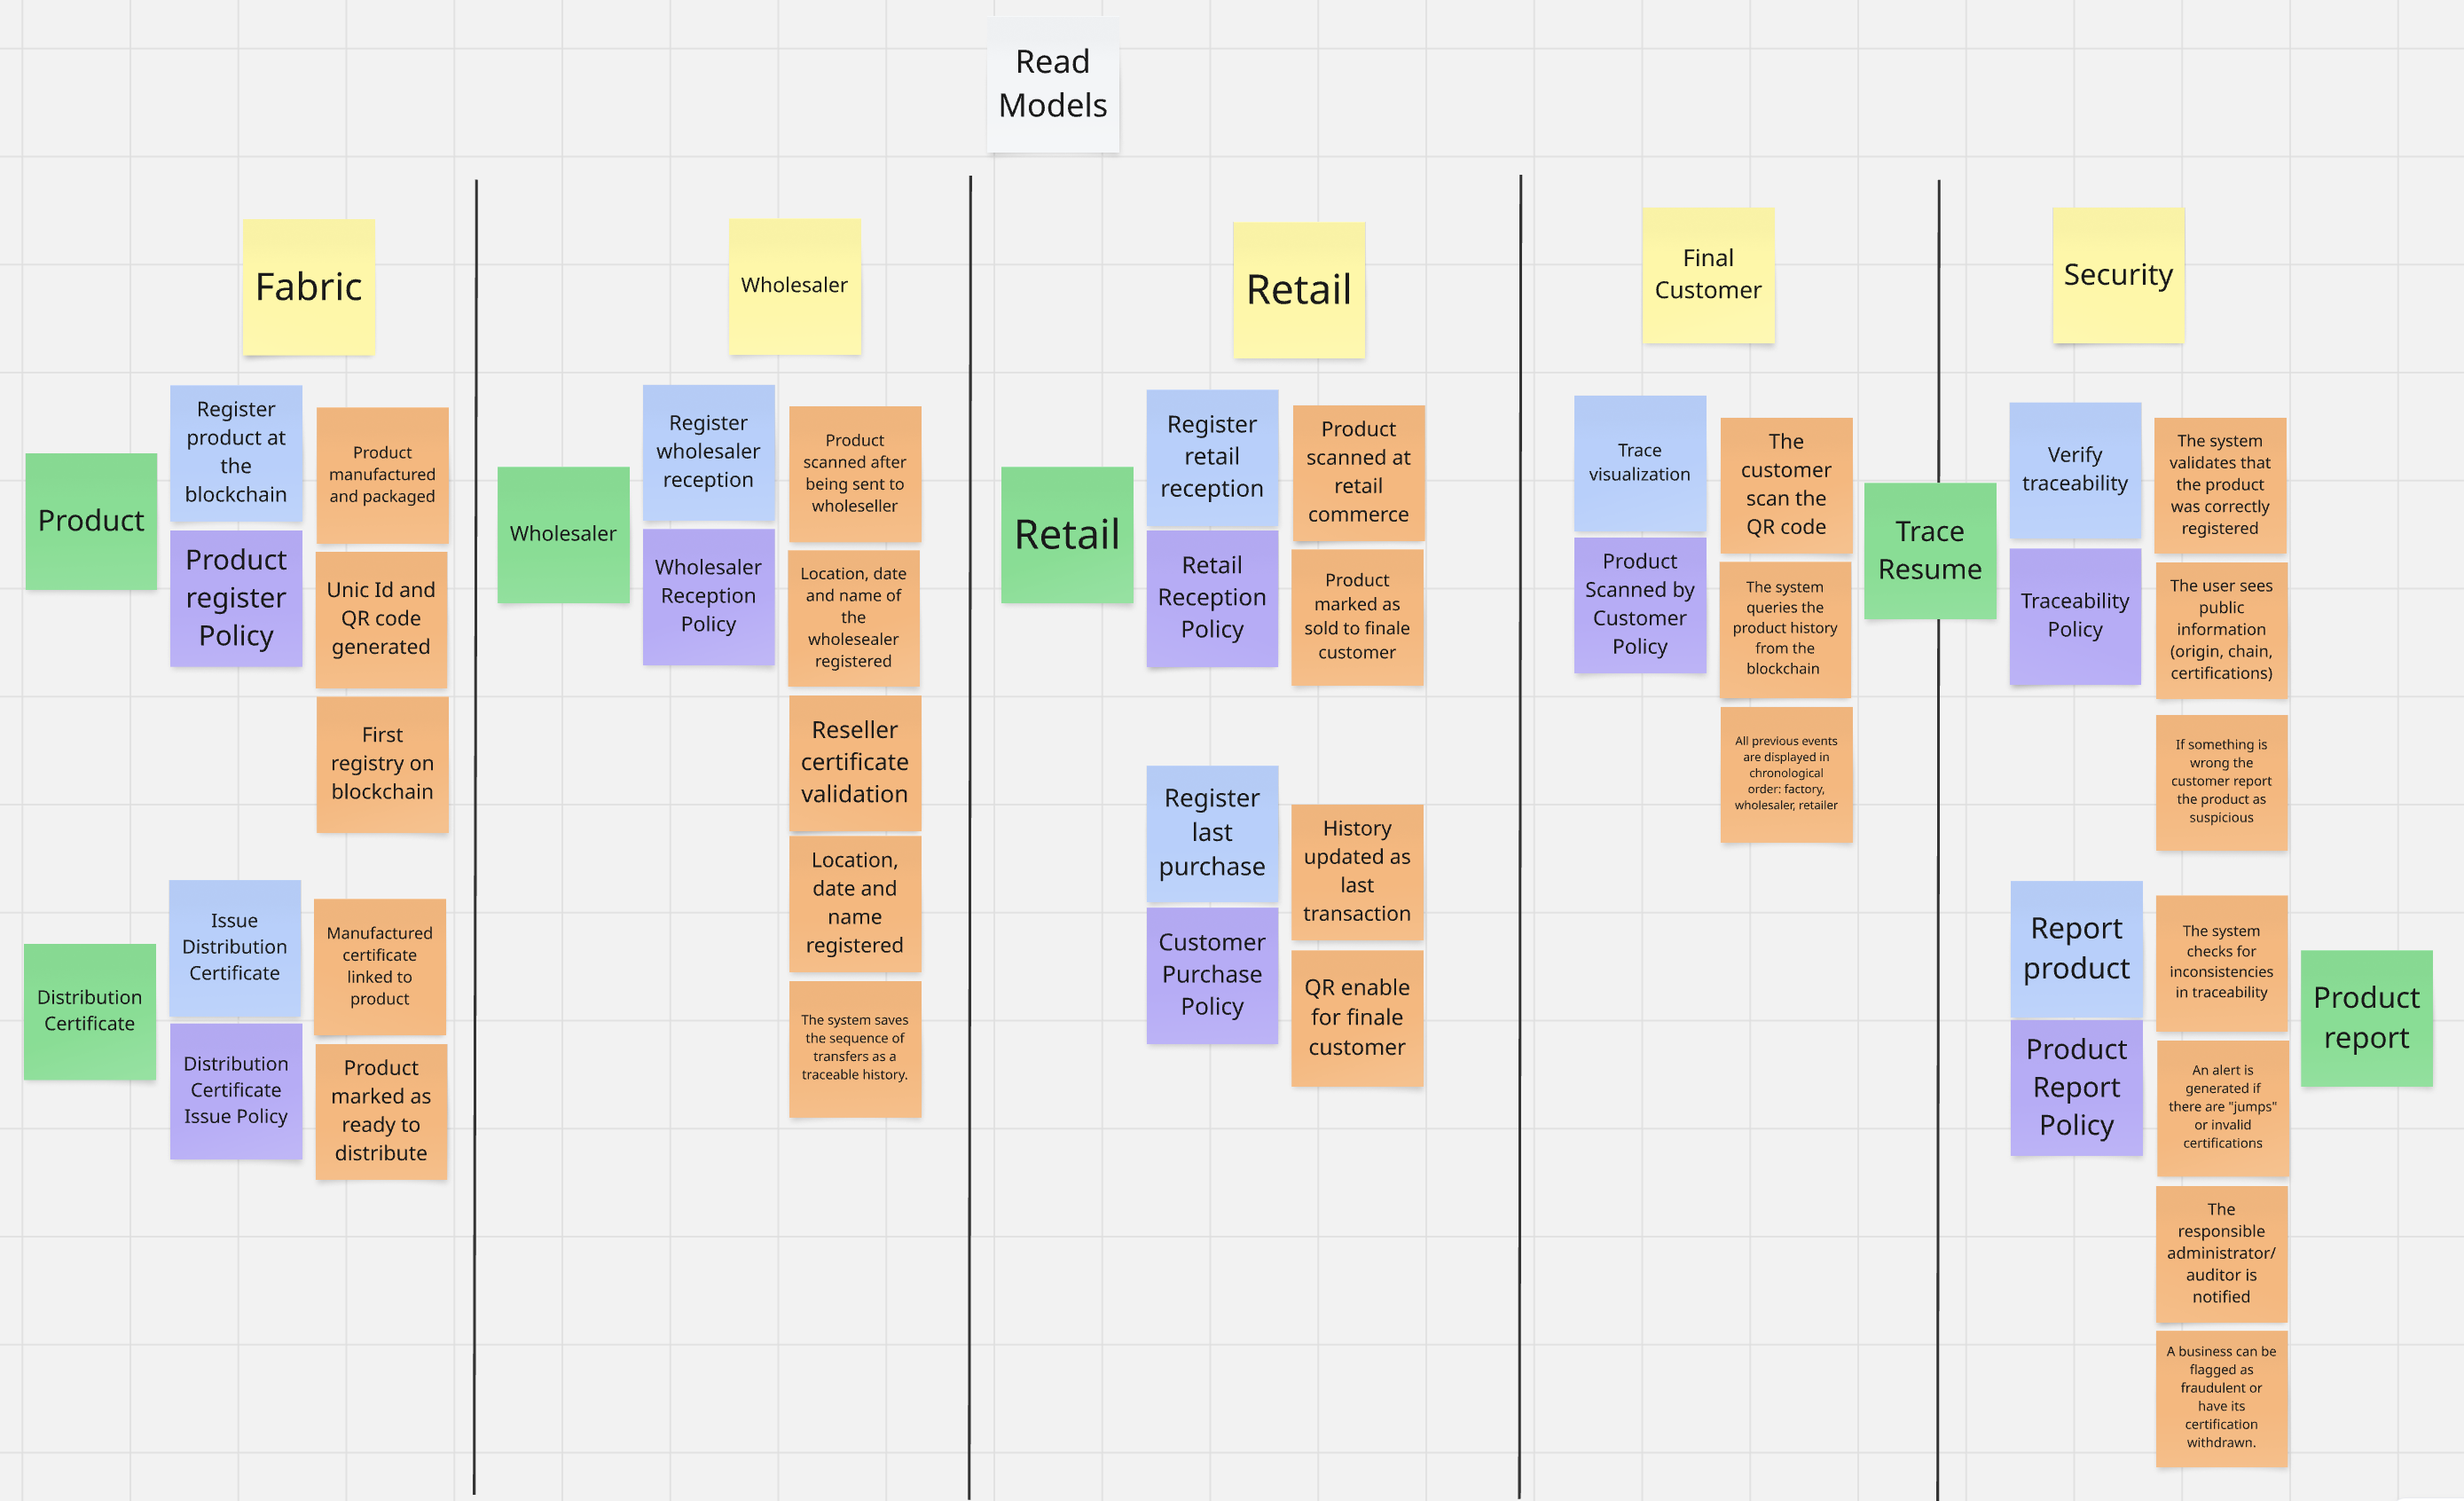 Read
Models
Fabric
Wholesaler
Retail
Final
Customer
Security
Product
Register
product at
the
blockchain
Product
register
Policy
Product
manufactured
and packaged
Unic Id and
QR code
generated
First
registry on
blockchain
Distribution
Certificate
Issue
Distribution
Certificate
Distribution
Certificate
Issue Policy
Manufactured
certificate
linked to
product
Product
marked as
ready to
distribute
Wholesaler
Register
wholesaler
reception
Wholesaler
Reception
Policy
Product
scanned after
being sent to
wholeseller
Location, date
and name of
the
wholesealer
registered
Reseller
certificate
validation
Location,
date and
name
registered
The system saves
the sequence of
transfers as a
traceable history.
Retail
Register
retail
reception
Retail
Reception
Policy
Product
scanned at
retail
commerce
Product
marked as
sold to finale
customer
Register
last
purchase
Customer
Purchase
Policy
History
updated as
last
transaction
QR enable
for finale
customer
Trace
visualization
Product
Scanned by
Customer
Policy
The
customer
scan the
QR code
The system
queries the
product history
from the
blockchain
All previous events
are displayed in
chronological
order: factory,
wholesaler, retailer
Trace
Resume
Verify
traceability
Traceability
Policy
The system
validates that
the product
was correctly
registered
The user sees
public
information
(origin, chain,
certifications)
If something is
wrong the
customer report
the product as
suspicious
Report
product
Product
Report
Policy
The system
checks for
inconsistencies
in traceability
An alert is
generated if
there are "jumps"
or invalid
certifications
The
responsible
administrator/
auditor is
notified
A business can be
flagged as
fraudulent or
have its
certification
withdrawn.
Product
report